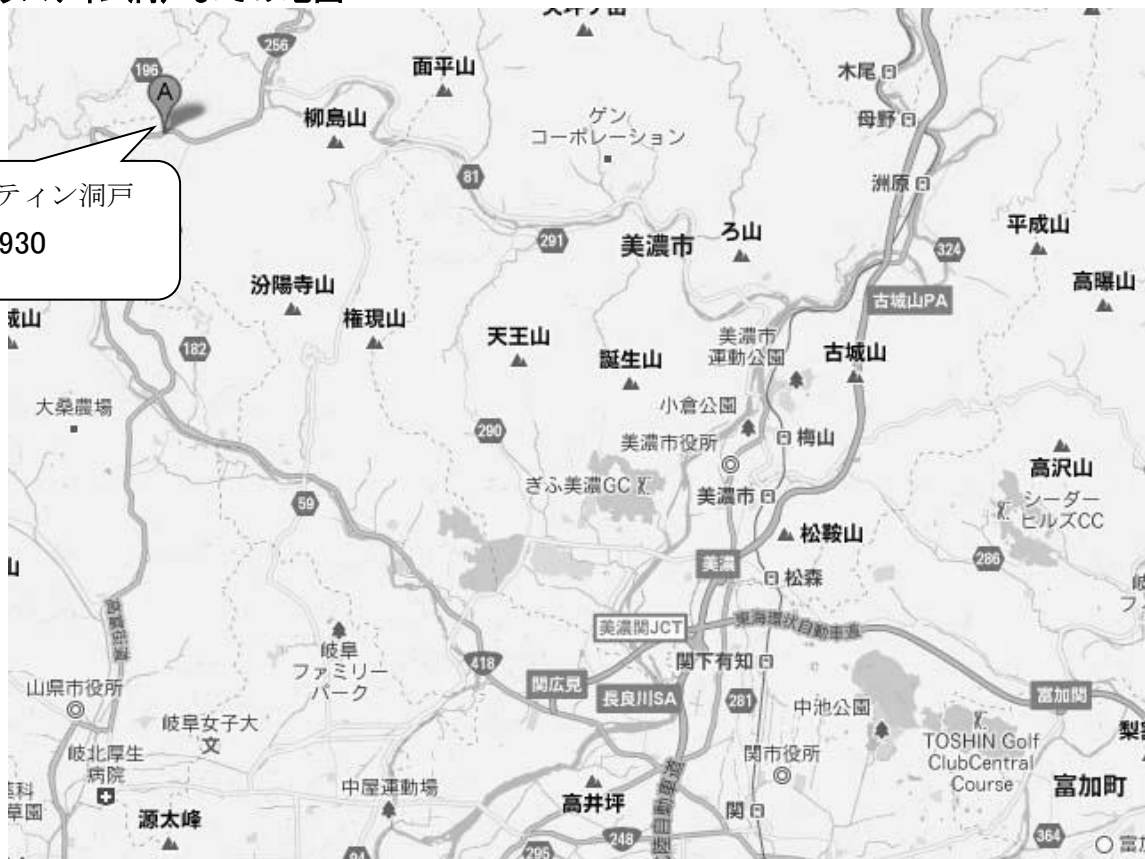 256
面平山
木尾
196
A
柳島山
ゲン
コーポレーション
母野
81
洲原
ティン洞戸
930
291
美濃市
平成山
324
汾陽寺山
古城山PA
高曝山
権現山
天王山
誕生山
美濃市
運動公園
古城山
182
大桑農場
小倉公園
290
美濃市役所
梅山
高沢山
ぎふ美濃GC
美濃市
シーダー
ヒルズCC
59
松鞍山
286
美濃
松森
美濃関JCT
東海環状自動車道
岐阜
ファミリー
パーク
418
関下有知
関広見
長良川SA
281
富加関
山県市役所
中池公園
岐阜女子大
文
TOSHIN Golf
ClubCentral
Course
関市役所
岐北厚生
病院
中屋運動場
高井坪
富加町
源太峰
関
248
364
295
94